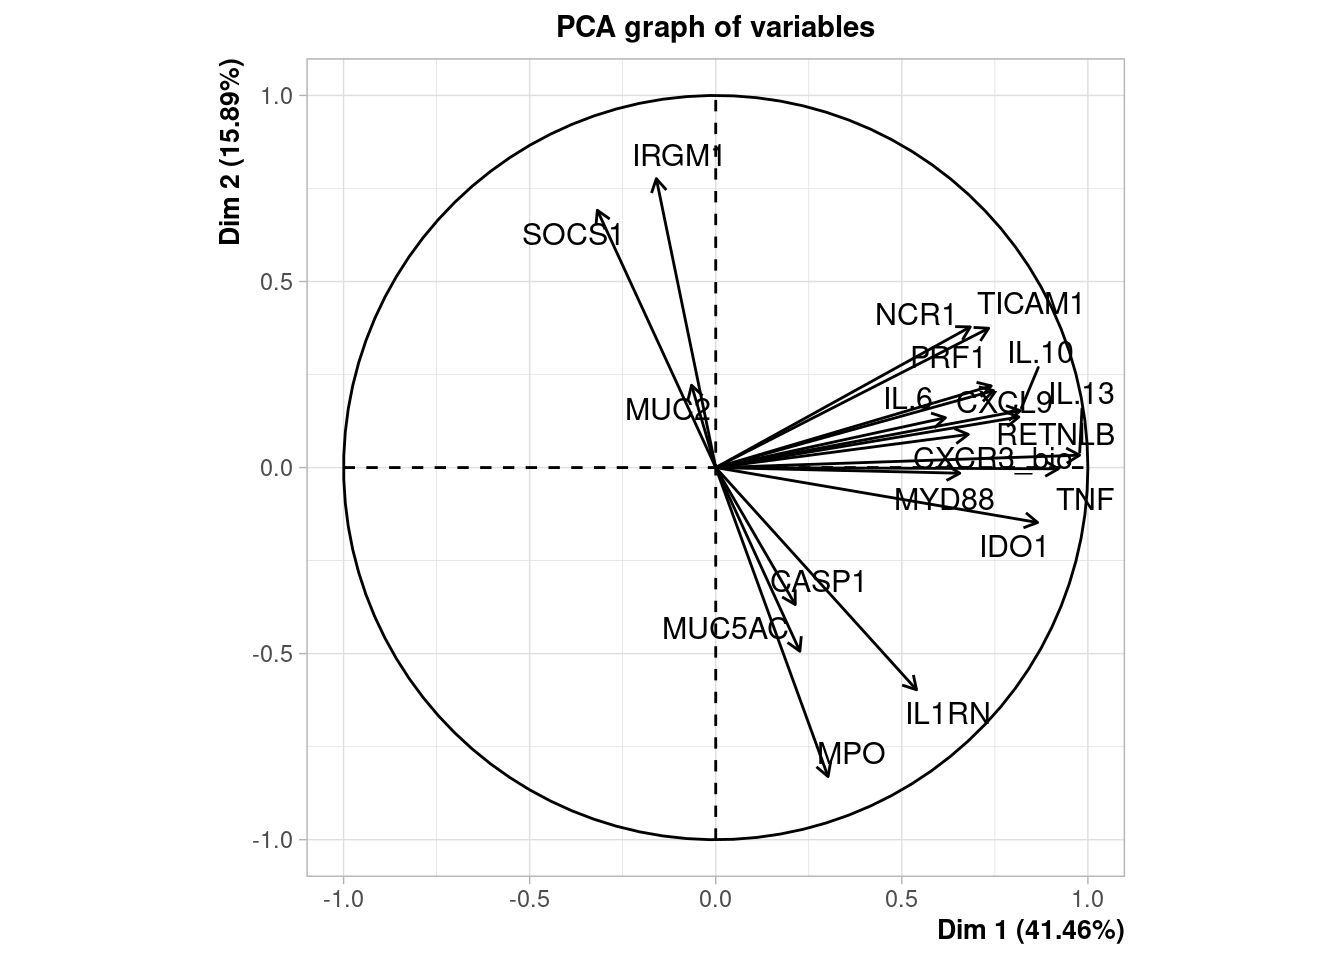 PCA graph of variables
Dim 2 (15.89%)
1.0
0.5
0.0
-0.5
-1.0
IRGM1
SOCS1
MUC2
NCR1
TICAM1
PRF1
IL.10
IL.6
CXCL9
IL.13
RETNLB
CXCR3_bio
MYD88
TNF
IDO1
CASP1
MUC5AC
IL1RN
MPO
-1.0
-0.5
0.0
0.5
1.0
Dim 1 (41.46%)